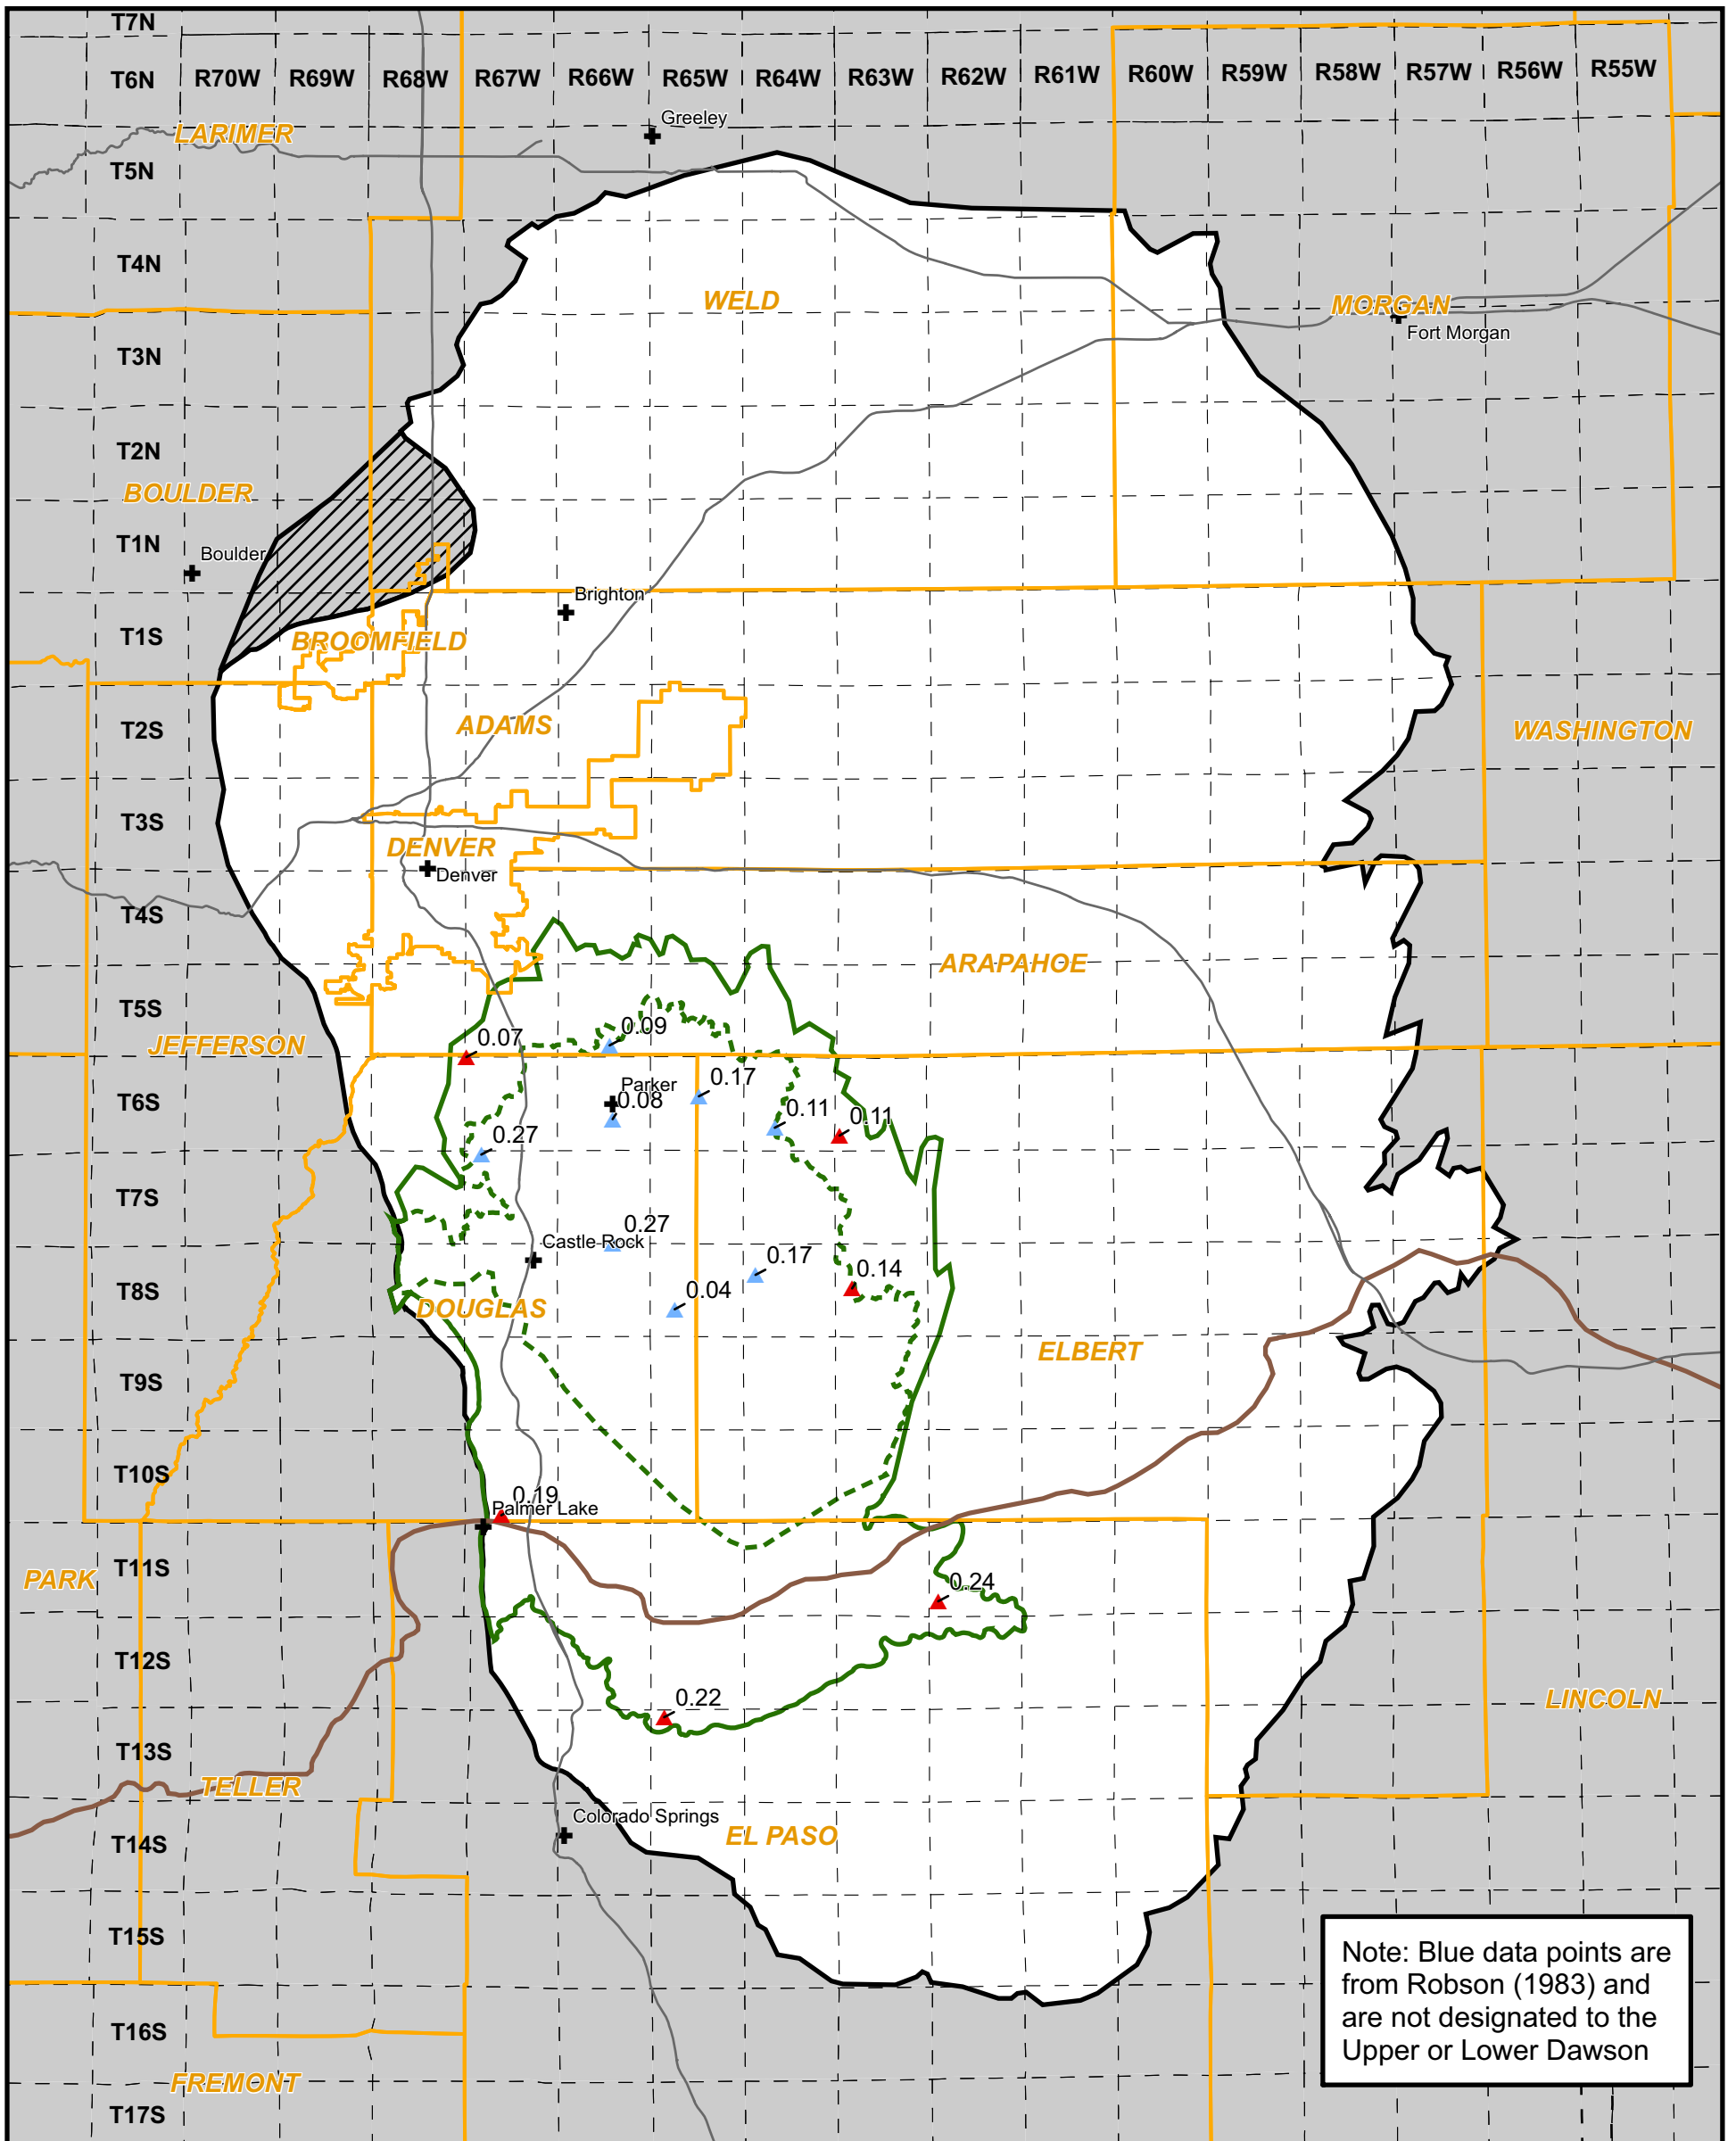 T7N
T6N
R70W
R69W
R68W
R67W
R66W
R65W
R64W
R63W
R62W
R61W
R60W
R59W
R58W
R57W
R56W
R55W
Greeley
LARIMER
T5N
T4N
WELD
MORGAN
Fort Morgan
T3N
T2N
BOULDER
T1N
Boulder
Brighton
T1S
BROOMFIELD
ADAMS
T2S
WASHINGTON
T3S
DENVER
Denver
T4S
ARAPAHOE
T5S
0.09
0.07
JEFFERSON
0.17
Parker
T6S
0.08
0.11
0.11
0.27
T7S
0.27
Castle Rock
0.17
0.14
T8S
0.04
DOUGLAS
ELBERT
T9S
T10S
0.19
Palmer Lake
T11S
PARK
0.24
T12S
0.22
LINCOLN
T13S
TELLER
Colorado Springs
EL PASO
T14S
T15S
Note: Blue data points are
from Robson (1983) and
are not designated to the
Upper or Lower Dawson
T16S
FREMONT
T17S